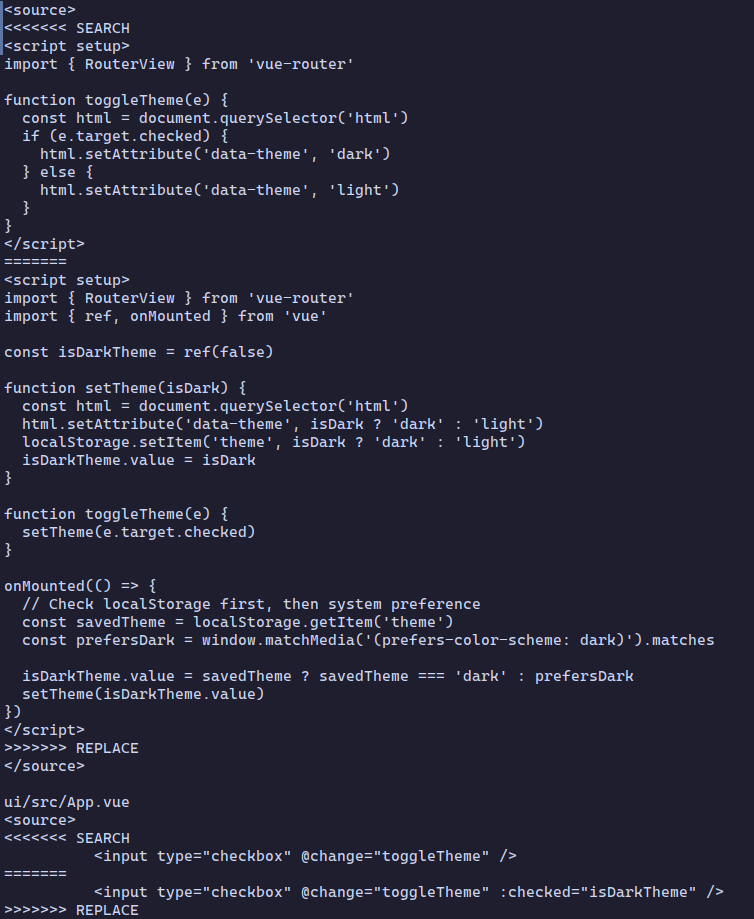 <source>
<<<<<<< SEARCH
<script setup>
import { RouterView } from 'vue-router'

function toggleTheme(e) {
  const html = document.querySelector('html')
  if (e.target.checked) {
    html.setAttribute('data-theme', 'dark')
  } else {
    html.setAttribute('data-theme', 'light')
  }
}
</script>
=======
<script setup>
import { RouterView } from 'vue-router'
import { ref, onMounted } from 'vue'

const isDarkTheme = ref(false)

function setTheme(isDark) {
  const html = document.querySelector('html')
  html.setAttribute('data-theme', isDark ? 'dark' : 'light')
  localStorage.setItem('theme', isDark ? 'dark' : 'light')
  isDarkTheme.value = isDark
}

function toggleTheme(e) {
  setTheme(e.target.checked)
}

onMounted(() => {
  // Check localStorage first, then system preference
  const savedTheme = localStorage.getItem('theme')
  const prefersDark = window.matchMedia('(prefers-color-scheme: dark)').matches

  isDarkTheme.value = savedTheme ? savedTheme === 'dark' : prefersDark
  setTheme(isDarkTheme.value)
})
</script>
>>>>>>> REPLACE
</source>

ui/src/App.vue
<source>
<<<<<<< SEARCH
          <input type="checkbox" @change="toggleTheme" />
=======
          <input type="checkbox" @change="toggleTheme" :checked="isDarkTheme" />
>>>>>>> REPLACE